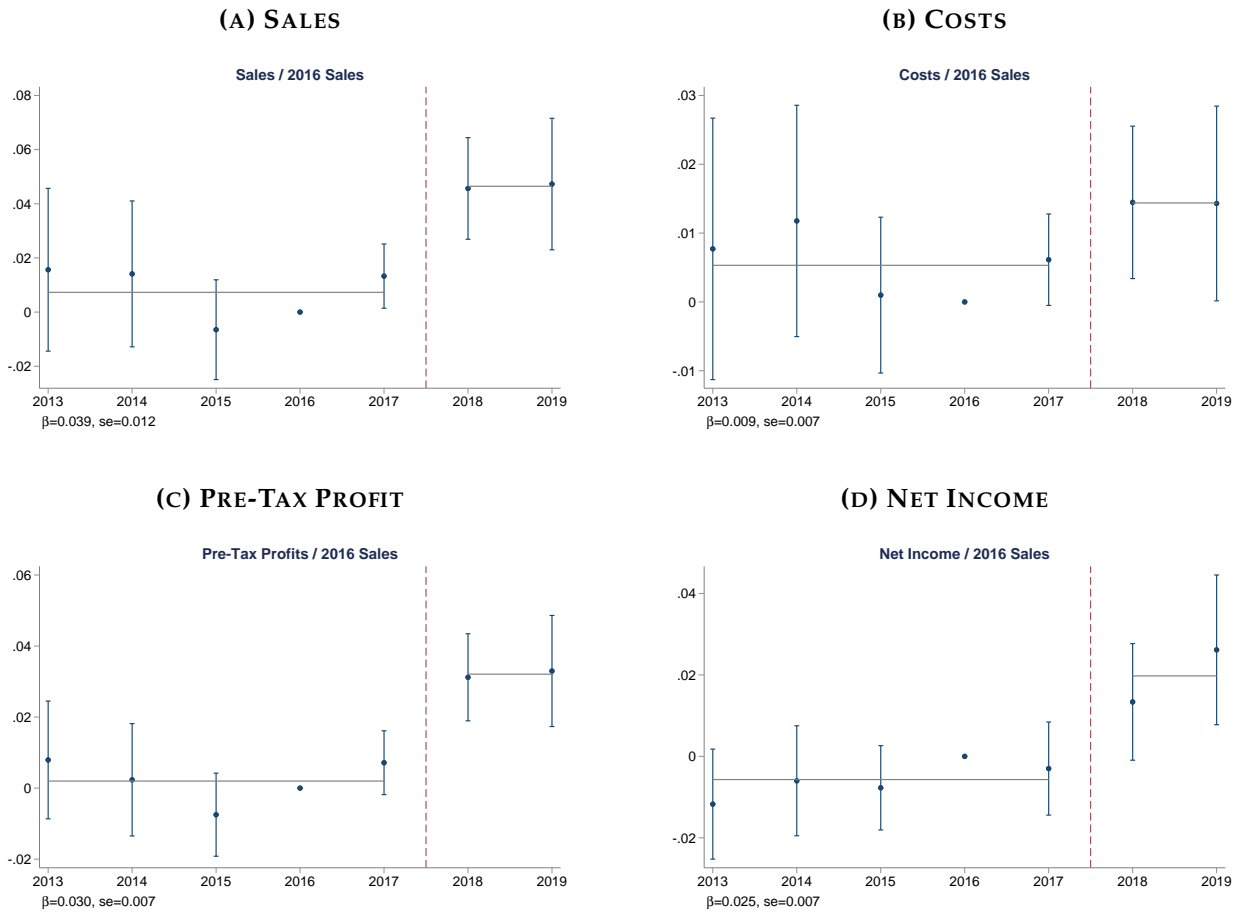 (A) SALES
Sales / 2016 Sales
.08
.06
.04
.02
0
-.02
2013 2014 2015 2016 2017 2018 2019
β=0.039, se=0.012
(B) COSTS
Costs / 2016 Sales
.03
.02
.01
0
-.01
2013 2014 2015 2016 2017 2018 2019
β=0.009, se=0.007
(C) PRE-TAX PROFIT
Pre-Tax Profits / 2016 Sales
.06
.04
.02
0
-.02
2013 2014 2015 2016 2017 2018 2019
β=0.030, se=0.007
(D) NET INCOME
Net Income / 2016 Sales
.04
.02
0
-.02
2013 2014 2015 2016 2017 2018 2019
β=0.025, se=0.007